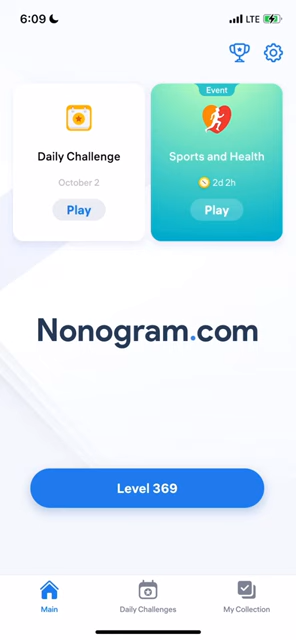 6:09
LTE
Event
Daily Challenge
October 2
Play
Sports and Health
2d 2h
Play
Nonogram.com
Level 369
Main
Daily Challenges
My Collection